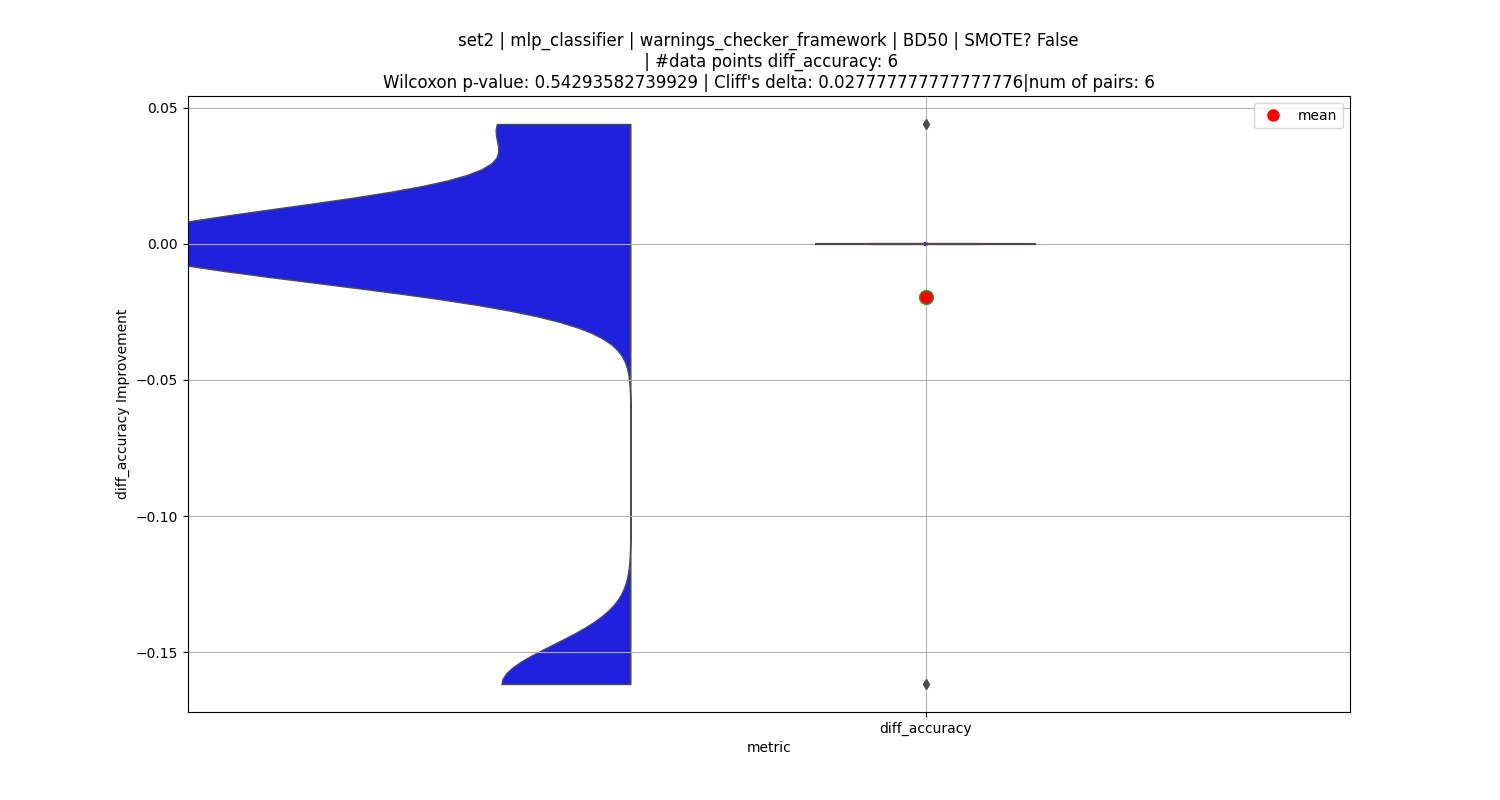 set2 | mlp_classifier | warnings_checker_framework | BD50 | SMOTE? False
| #data points diff_accuracy: 6
Wilcoxon p-value: 0.54293582739929 | Cliff's delta: 0.027777777777777776|num of pairs: 6
0.05
mean
0.00
−0.05
−0.10
−0.15
diff_accuracy Improvement
diff_accuracy
metric